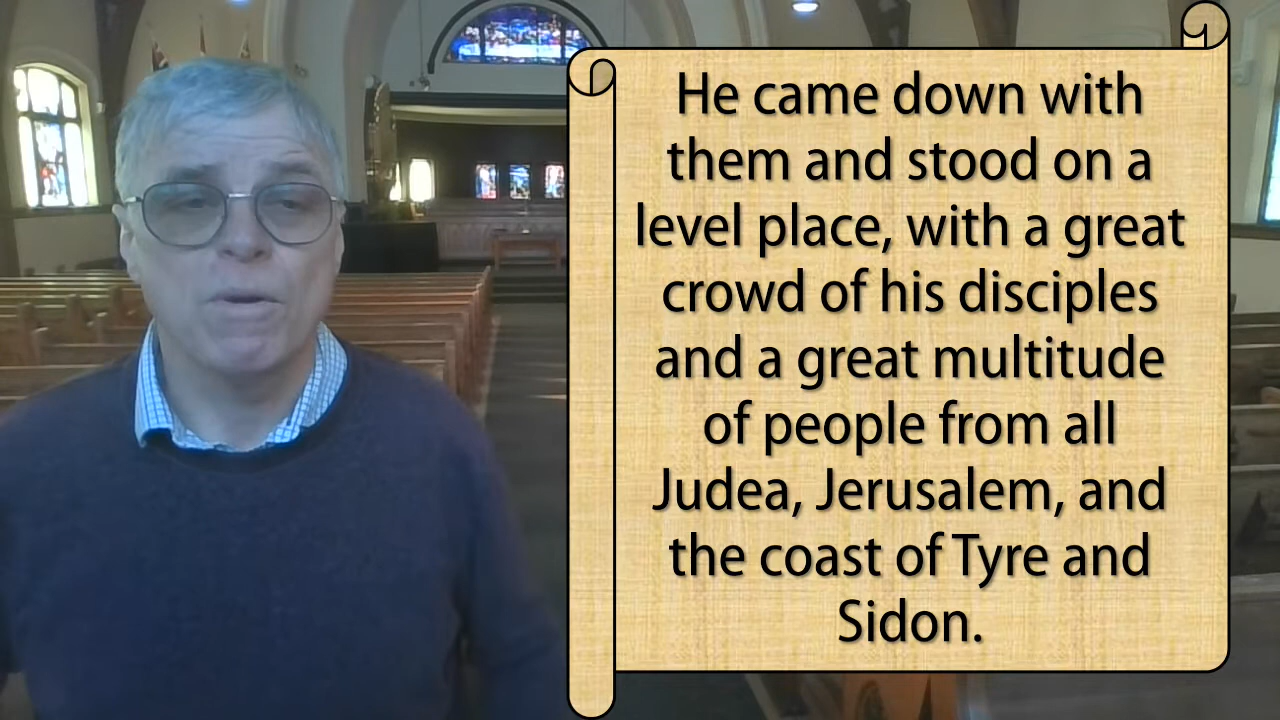 He came down with
them and stood on a
level place, with a great
crowd of his disciples
and a great multitude
of people from all
Judea, Jerusalem, and
the coast of Tyre and
Sidon.